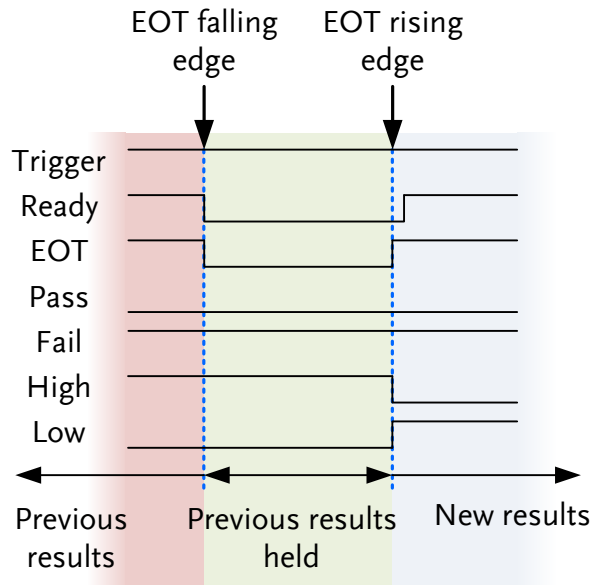 EOT falling
edge
EOT rising
edge
Trigger
Ready
EOT
Pass
Fail
High
Low
Previous
results
Previous results
held
New results